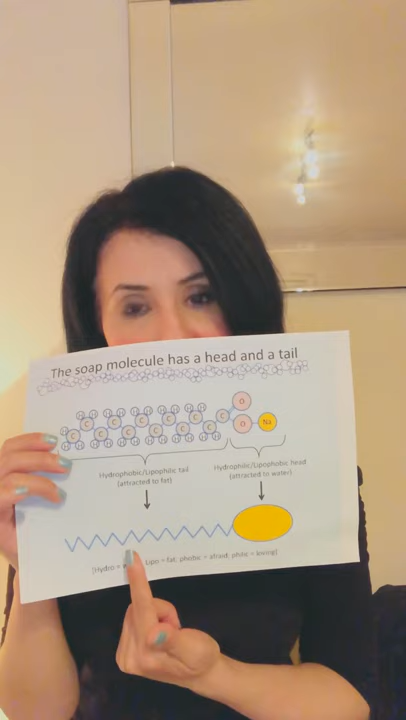 The soap molecule has a head and a tail
H H H H H H H H
C C C C C C C C C C C O
O Na
H H H H H H H H
Hydrophobic/Lipophilic tail
(attracted to fat)
Hydrophilic/Lipophobic head
(attracted to water)
[Hydro = Lipo = fat; phobic = afraid; philic = loving]